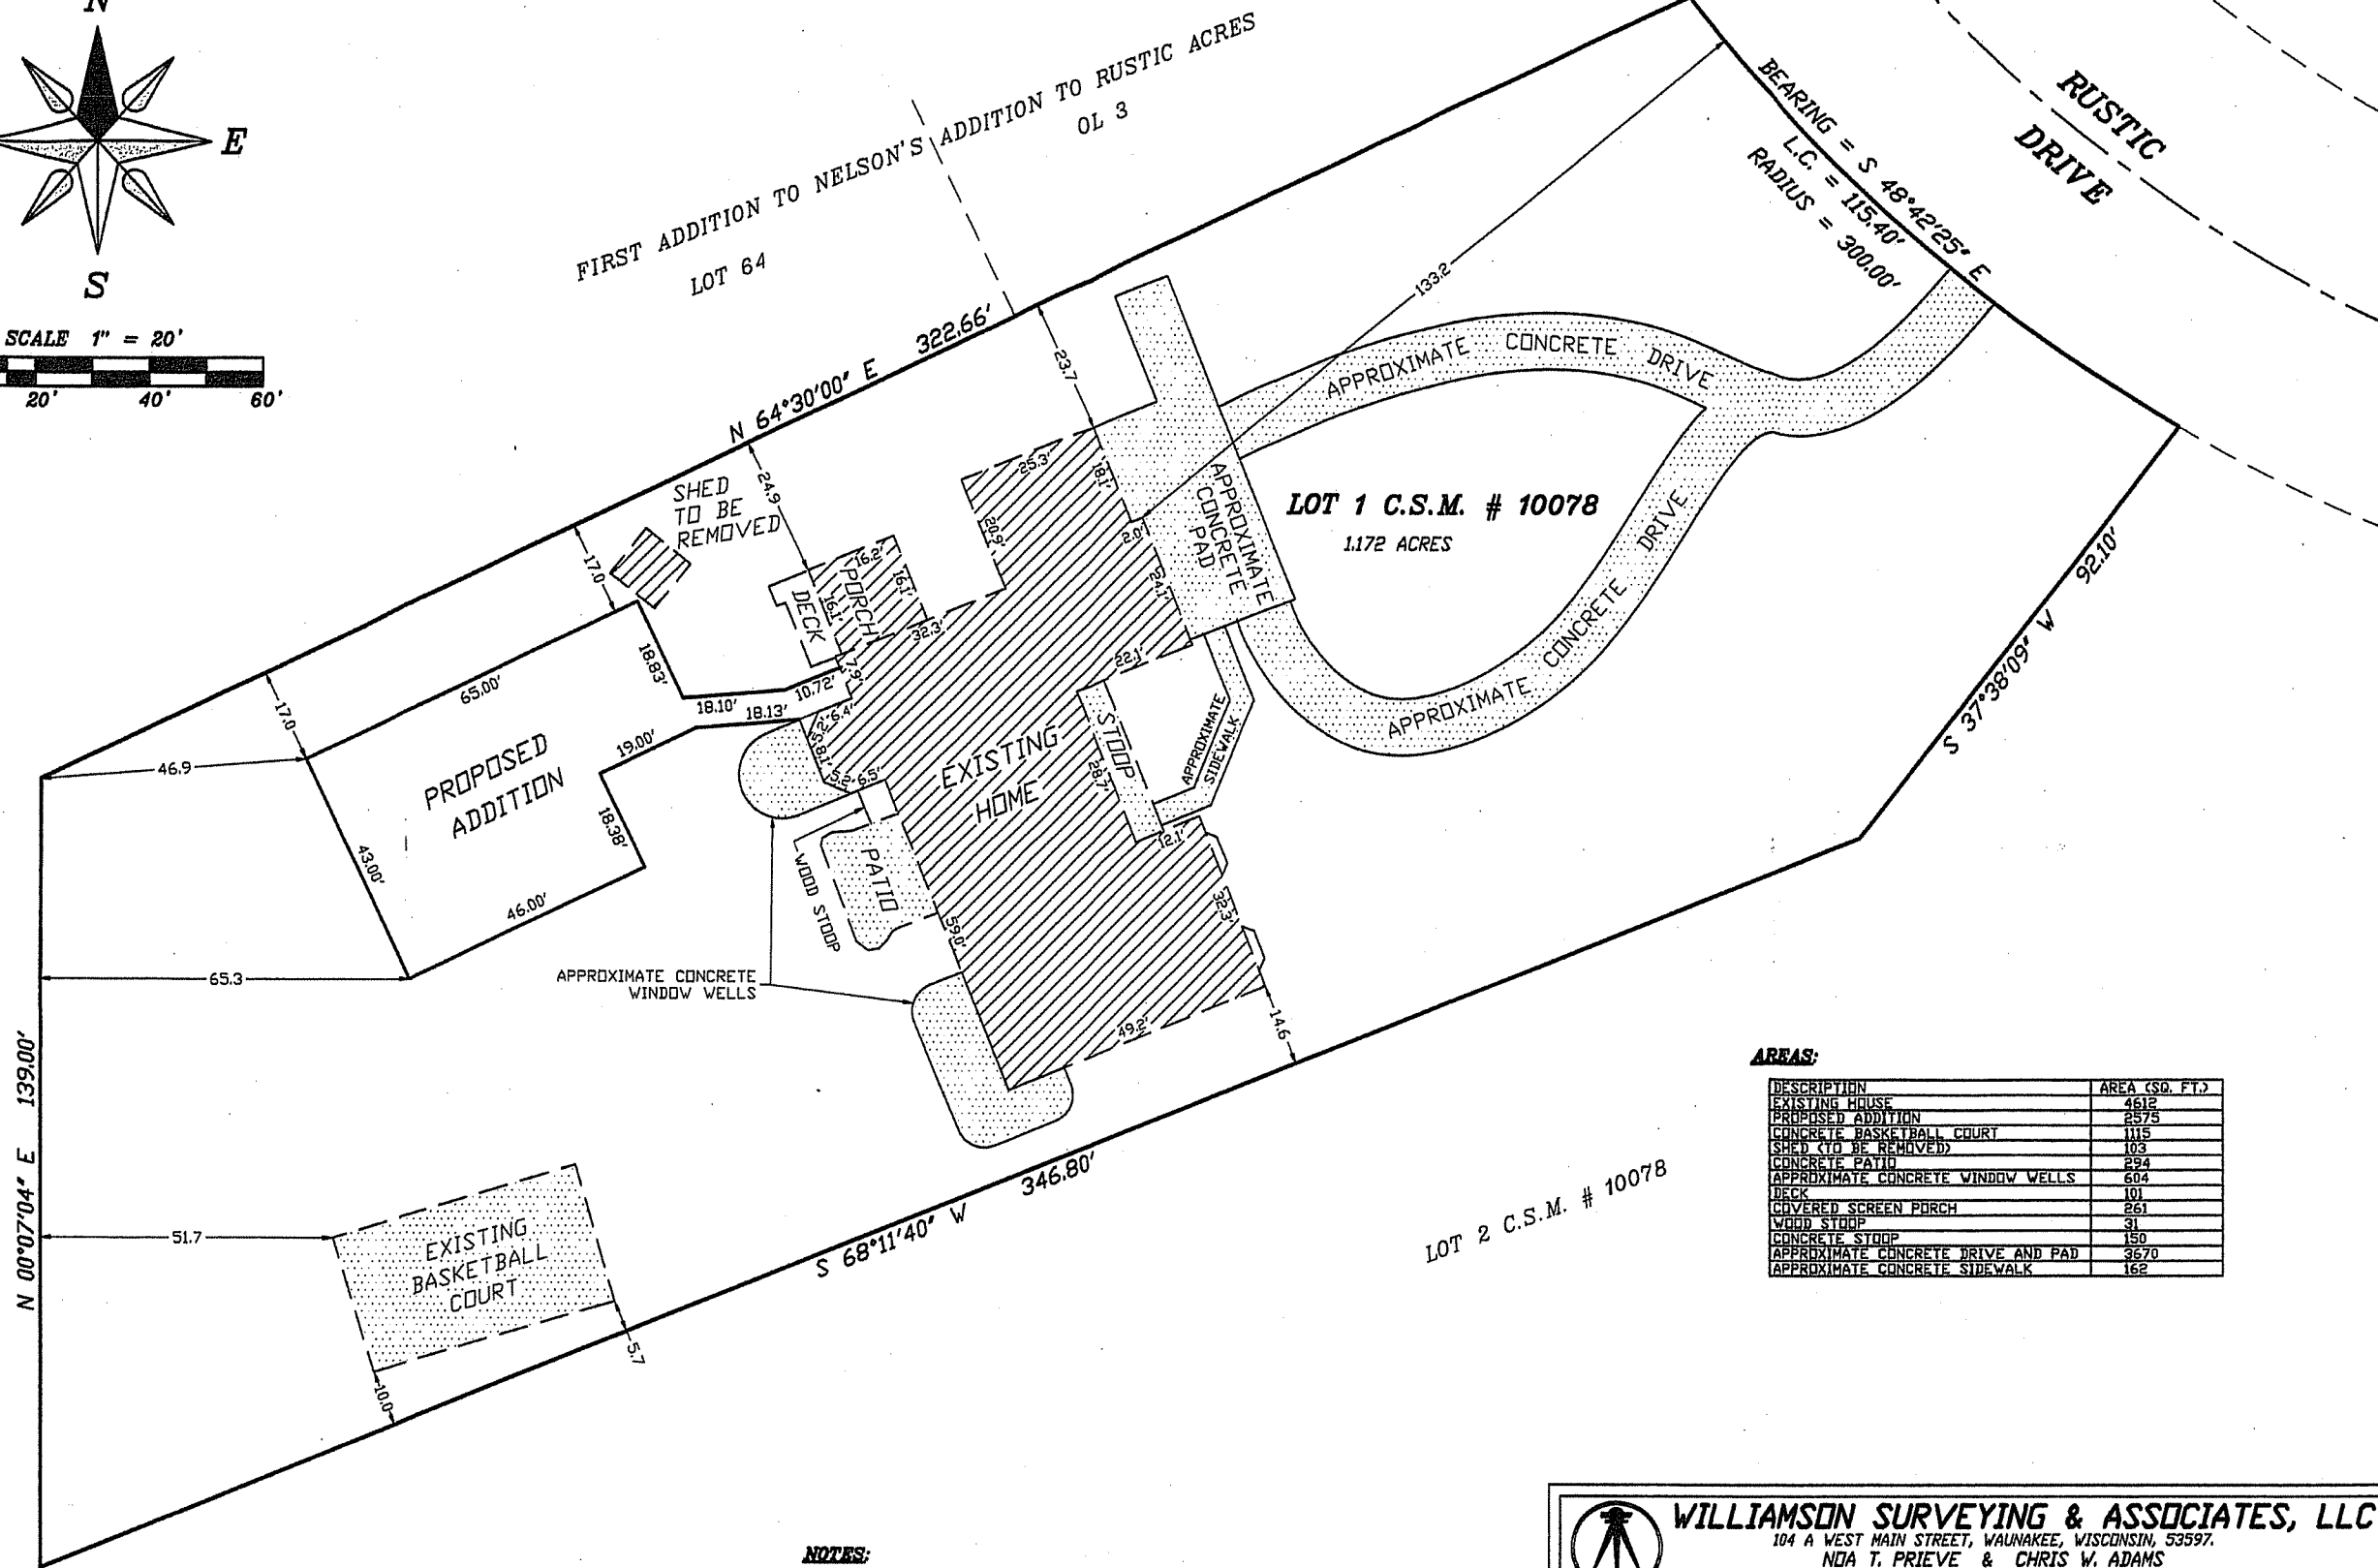 N
E
S
SCALE 1" = 20'
20' 40' 60'
FIRST ADDITION TO NELSON'S ADDITION TO RUSTIC ACRES
LOT 64
OL 3
RUSTIC
DRIVE
BEARING = S 48°42'25" E
L.C. = 115.40'
RADIUS = 300.00'
N 64°30'00" E 322.66'
133.2
23.7
24.9
17.0
17.0
46.9
65.3
51.7
SHED
TO BE
REMOVED
DECK
PORCH
16.2'
16.1'
16.1'
25.3'
18.1'
20.9'
2.0'
24.1'
32.3'
22.1'
7.9'
APPROXIMATE CONCRETE DRIVE
APPROXIMATE
CONCRETE
PAD
LOT 1 C.S.M. # 10078
1.172 ACRES
APPROXIMATE CONCRETE DRIVE
S 37°38'09" W 92.10'
65.00'
18.83'
18.10'
10.72'
18.13'
19.00'
18.38'
46.00'
43.00'
PROPOSED
ADDITION
5.2' 6.4'
8.1'
5.2' 6.5'
EXISTING
HOME
STOOP
28.7'
12.1'
APPROXIMATE
SIDEWALK
32.3'
WOOD STOOP
PATIO
59.0'
49.2'
14.6
APPROXIMATE CONCRETE
WINDOW WELLS
N 00°07'04" E 139.00'
EXISTING
BASKETBALL
COURT
10.0
5.7
S 68°11'40" W 346.80'
LOT 2 C.S.M. # 10078
AREAS:
DESCRIPTION AREA (SQ. FT.)
EXISTING HOUSE 4612
PROPOSED ADDITION 2575
CONCRETE BASKETBALL COURT 1115
SHED (TO BE REMOVED) 103
CONCRETE PATIO 294
APPROXIMATE CONCRETE WINDOW WELLS 604
DECK 101
COVERED SCREEN PORCH 261
WOOD STOOP 31
CONCRETE STOOP 150
APPROXIMATE CONCRETE DRIVE AND PAD 3670
APPROXIMATE CONCRETE SIDEWALK 162
NOTES:
WILLIAMSON SURVEYING & ASSOCIATES, LLC
104 A WEST MAIN STREET, WAUNAKEE, WISCONSIN, 53597.
NOA T. PRIEVE & CHRIS W. ADAMS